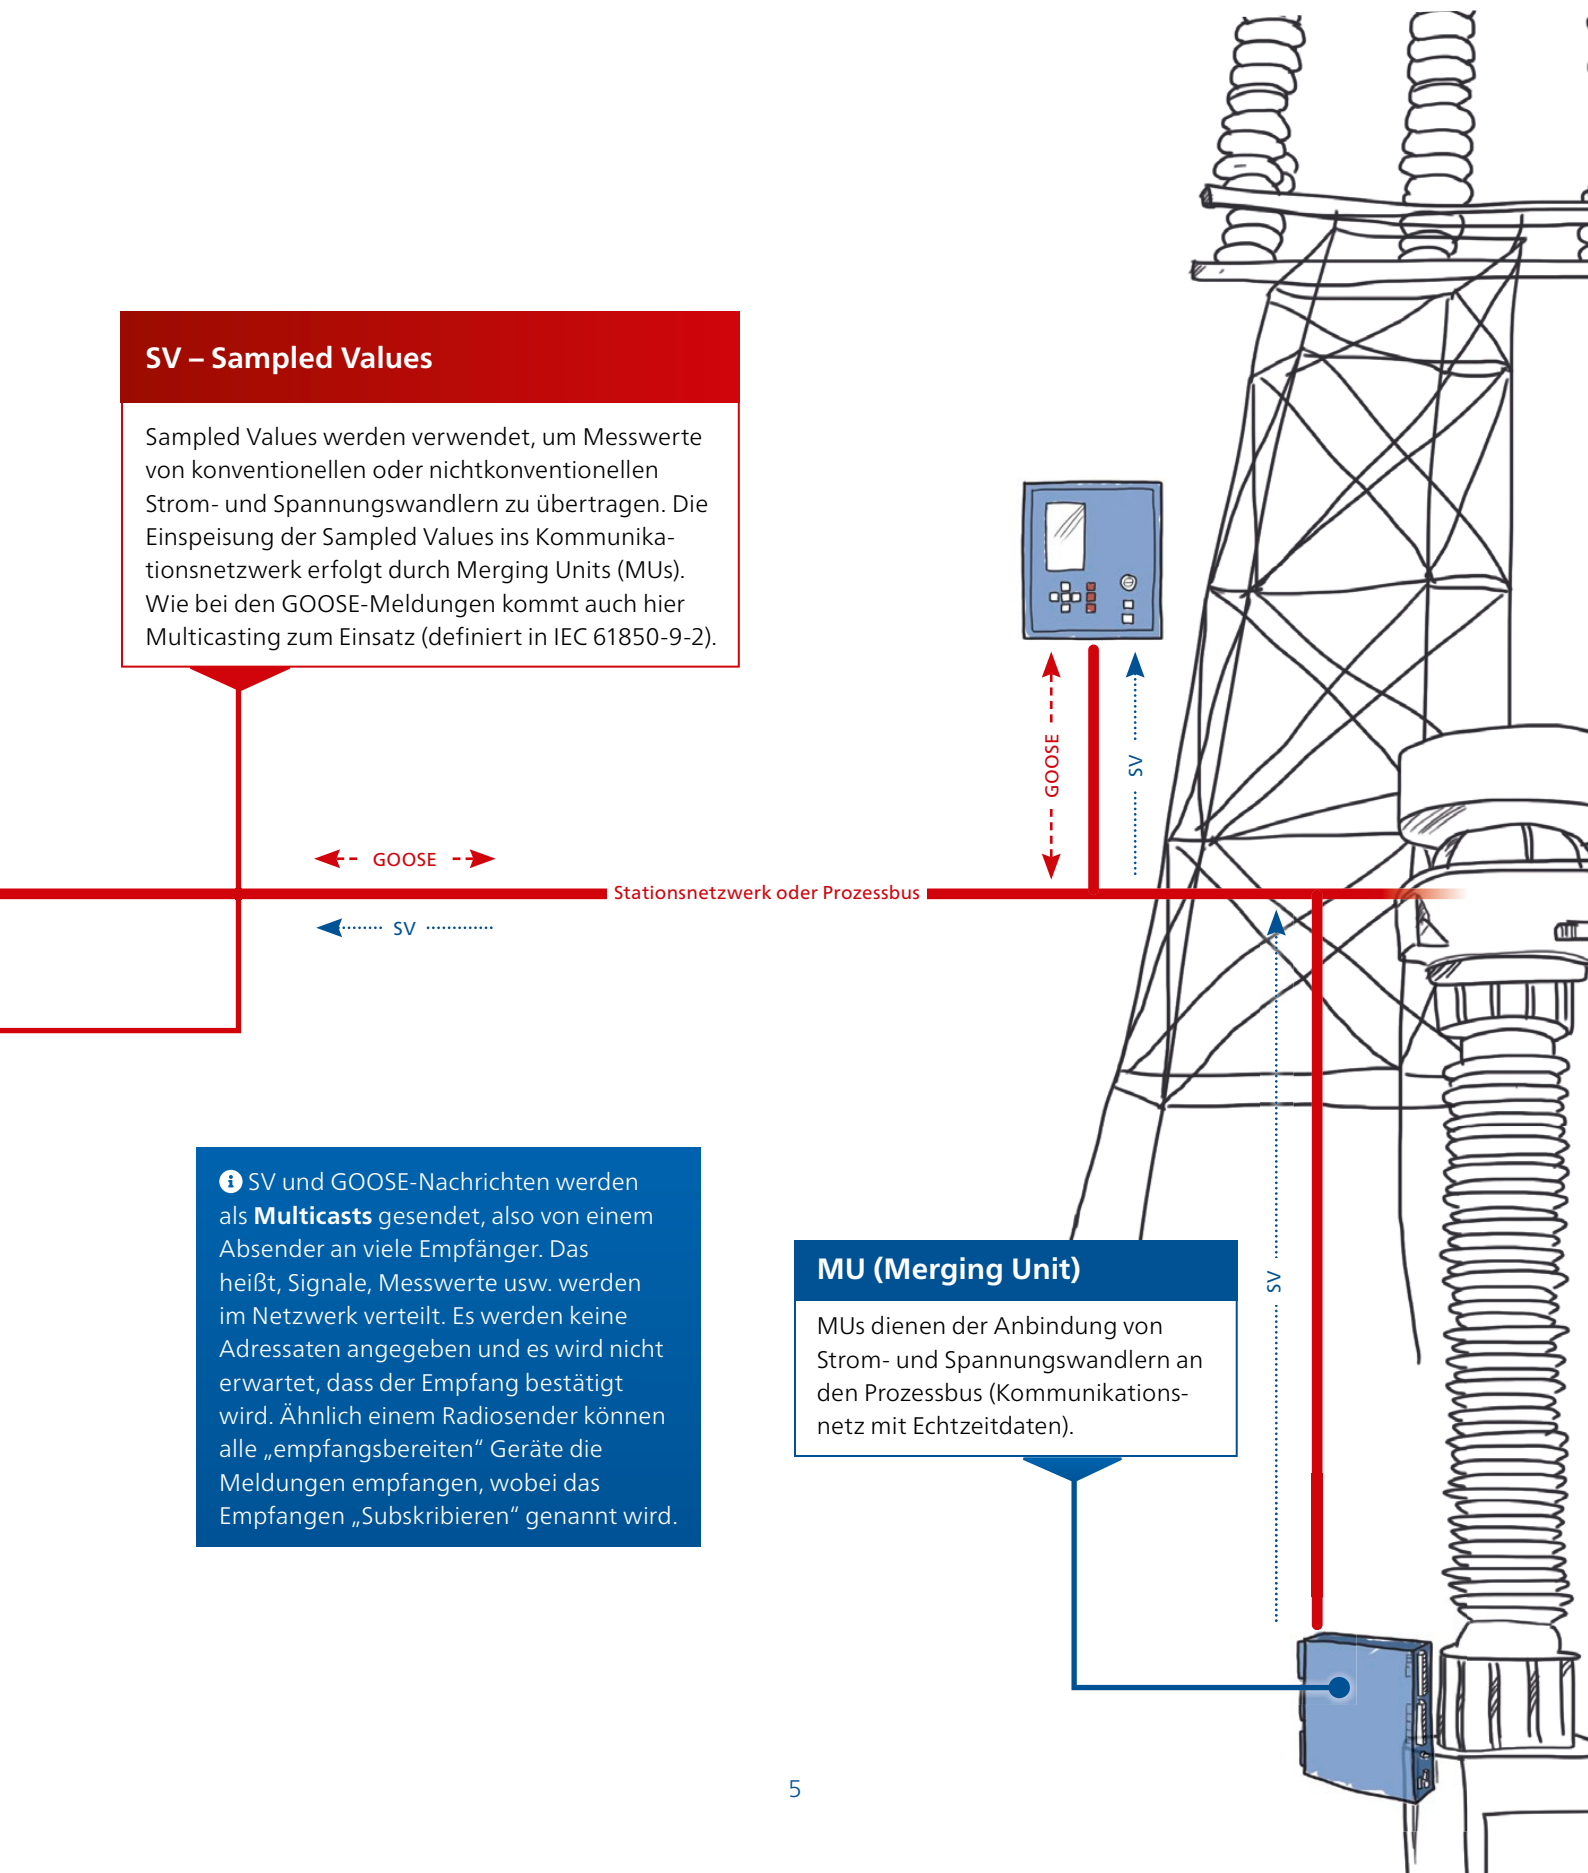 SV – Sampled Values
Sampled Values werden verwendet, um Messwerte
von konventionellen oder nichtkonventionellen
Strom- und Spannungswandlern zu übertragen. Die
Einspeisung der Sampled Values ins Kommunika-
tionsnetzwerk erfolgt durch Merging Units (MUs).
Wie bei den GOOSE-Meldungen kommt auch hier
Multicasting zum Einsatz (definiert in IEC 61850-9-2).
GOOSE
SV
GOOSE
Stationsnetzwerk oder Prozessbus
SV
SV und GOOSE-Nachrichten werden
als Multicasts gesendet, also von einem
Absender an viele Empfänger. Das
heißt, Signale, Messwerte usw. werden
im Netzwerk verteilt. Es werden keine
Adressaten angegeben und es wird nicht
erwartet, dass der Empfang bestätigt
wird. Ähnlich einem Radiosender können
alle „empfangsbereiten“ Geräte die
Meldungen empfangen, wobei das
Empfangen „Subskribieren“ genannt wird.
MU (Merging Unit)
MUs dienen der Anbindung von
Strom- und Spannungswandlern an
den Prozessbus (Kommunikations-
netz mit Echtzeitdaten).
SV
5